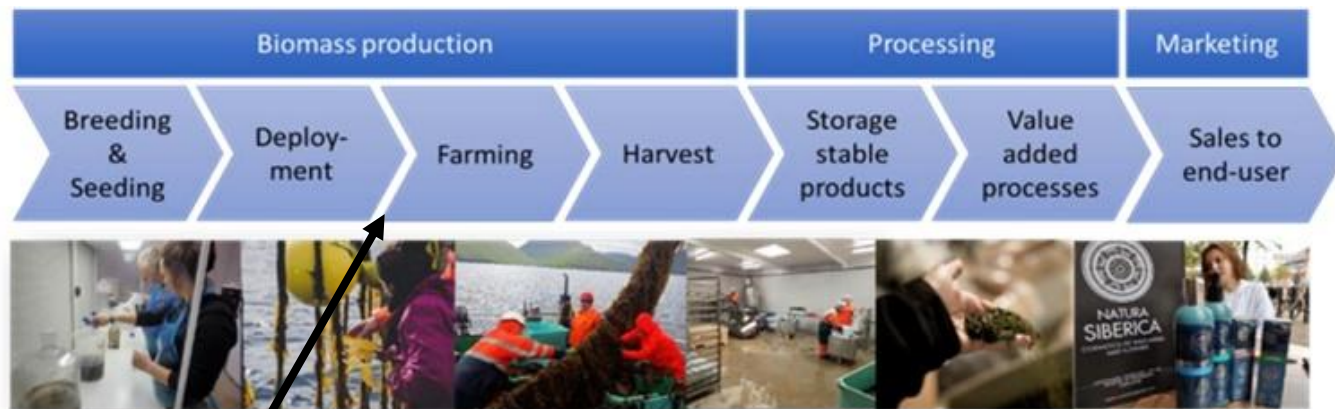 Biomass production
Processing
Marketing
Breeding
&
Seeding
Deploy-
ment
Farming
Harvest
Storage
stable
products
Value
added
processes
Sales to
end-user
NATURA
SIBERICA